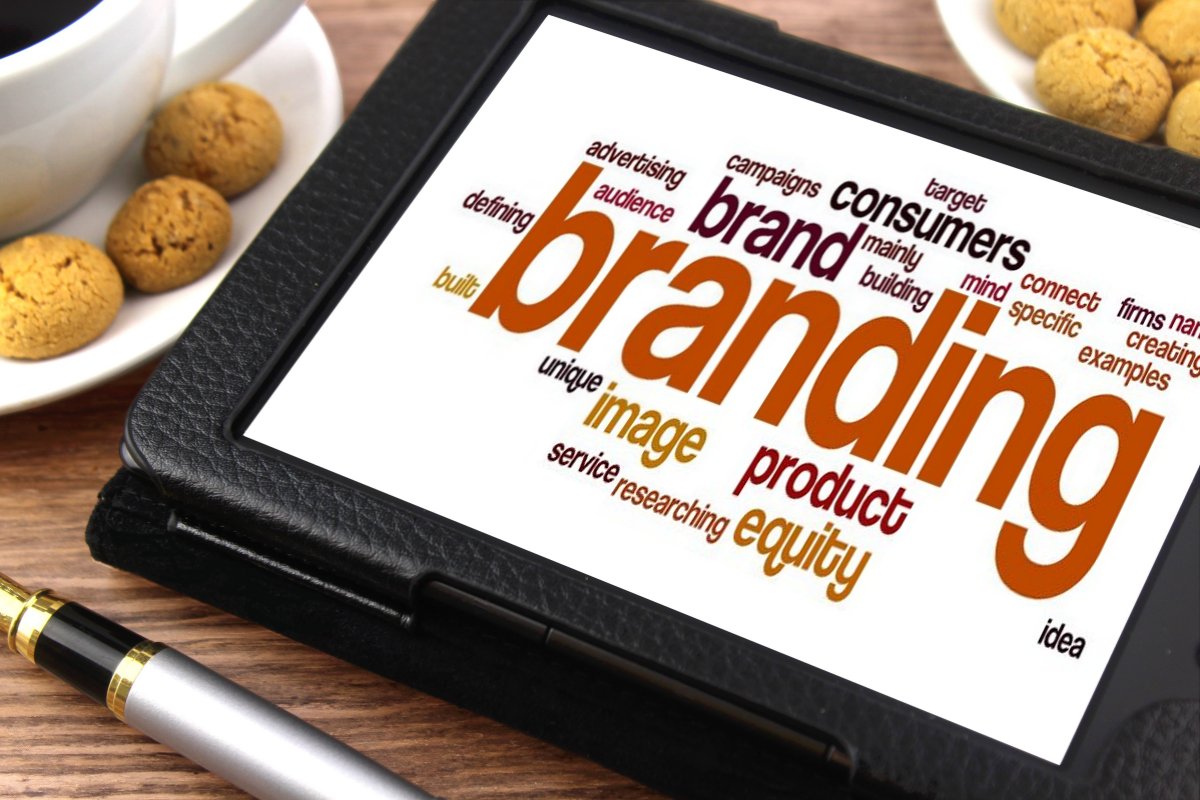 advertising campaigns consumers target
defining audience brand mainly
built branding building mind connect firms
specific creating
examples
unique image
service researching product
equity
idea